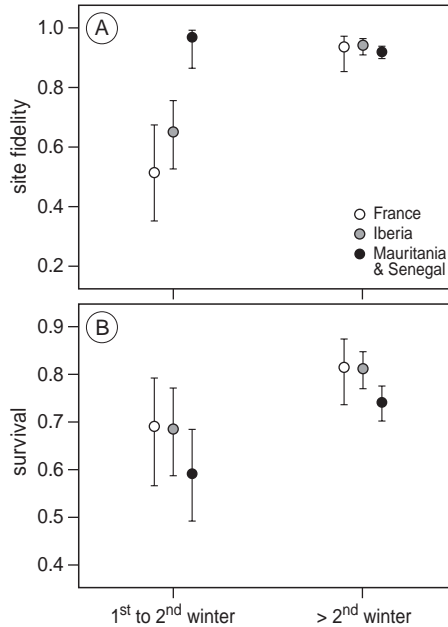 A
1.0
0.8
0.6
0.4
0.2
site fidelity
France
Iberia
Mauritania
& Senegal
B
0.9
0.8
0.7
0.6
0.5
0.4
survival
1st to 2nd winter
> 2nd winter